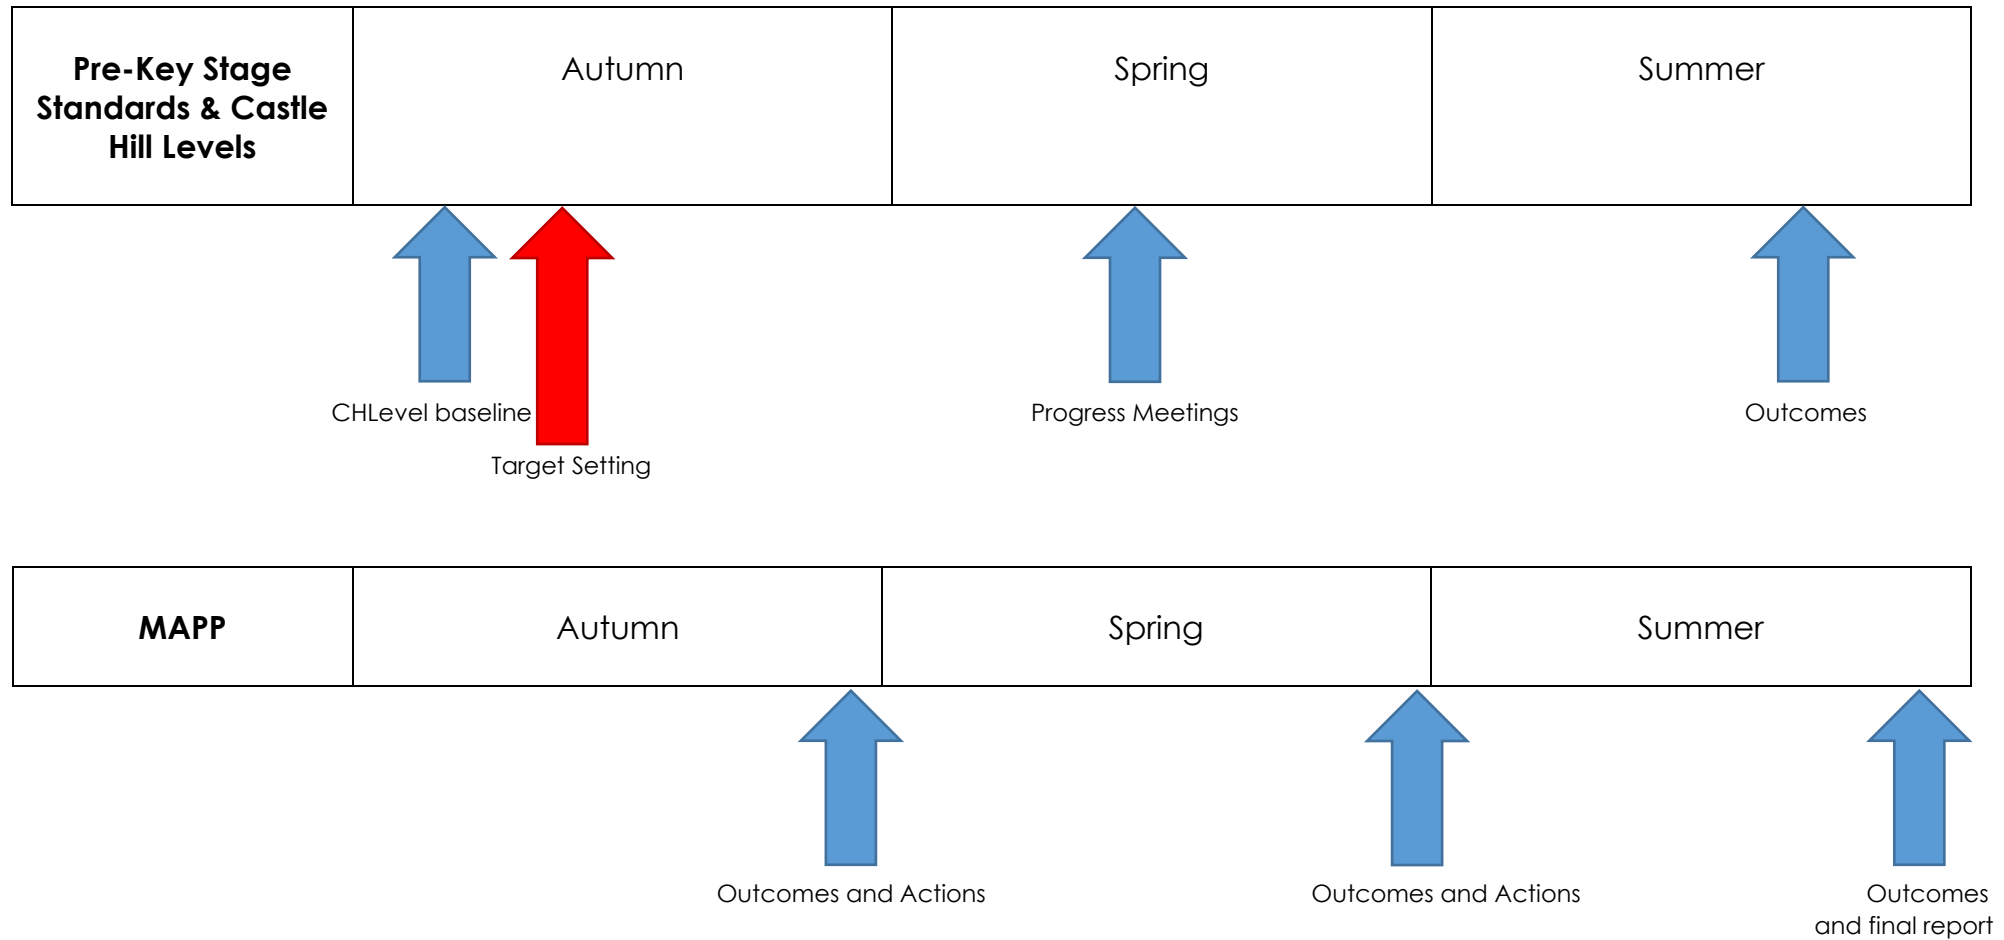 Pre-Key Stage
Standards & Castle
Hill Levels
Autumn
Spring
Summer
CHLevel baseline
Progress Meetings
Outcomes
Target Setting
MAPP
Autumn
Spring
Summer
Outcomes and Actions
Outcomes and Actions
Outcomes
and final report